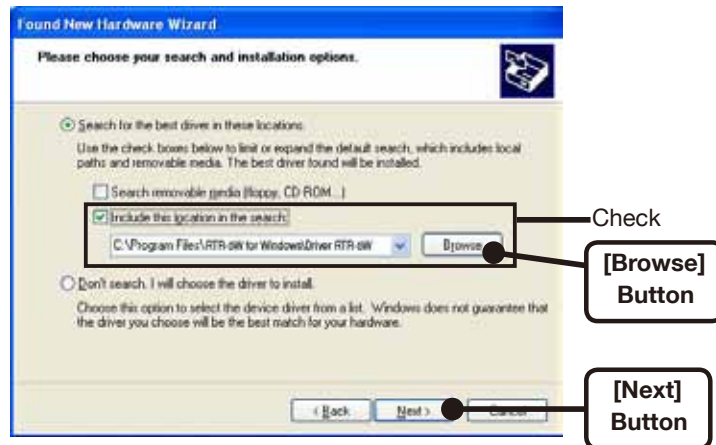 Found New Hardware Wizard
Please choose your search and installation options.
Search for the best driver in these locations.
Use the check boxes below to limit or expand the default search, which includes local
paths and removable media. The best driver found will be installed.
Search removable media (floppy, CD-ROM...)
Include this location in the search:
C:\Program Files\RTR-5W for Windows\Driver RTR-5W
Browse
Check
[Browse]
Button
Don't search. I will choose the driver to install.
Choose this option to select the device driver from a list. Windows does not guarantee that
the driver you choose will be the best match for your hardware.
< Back
Next >
Cancel
[Next]
Button